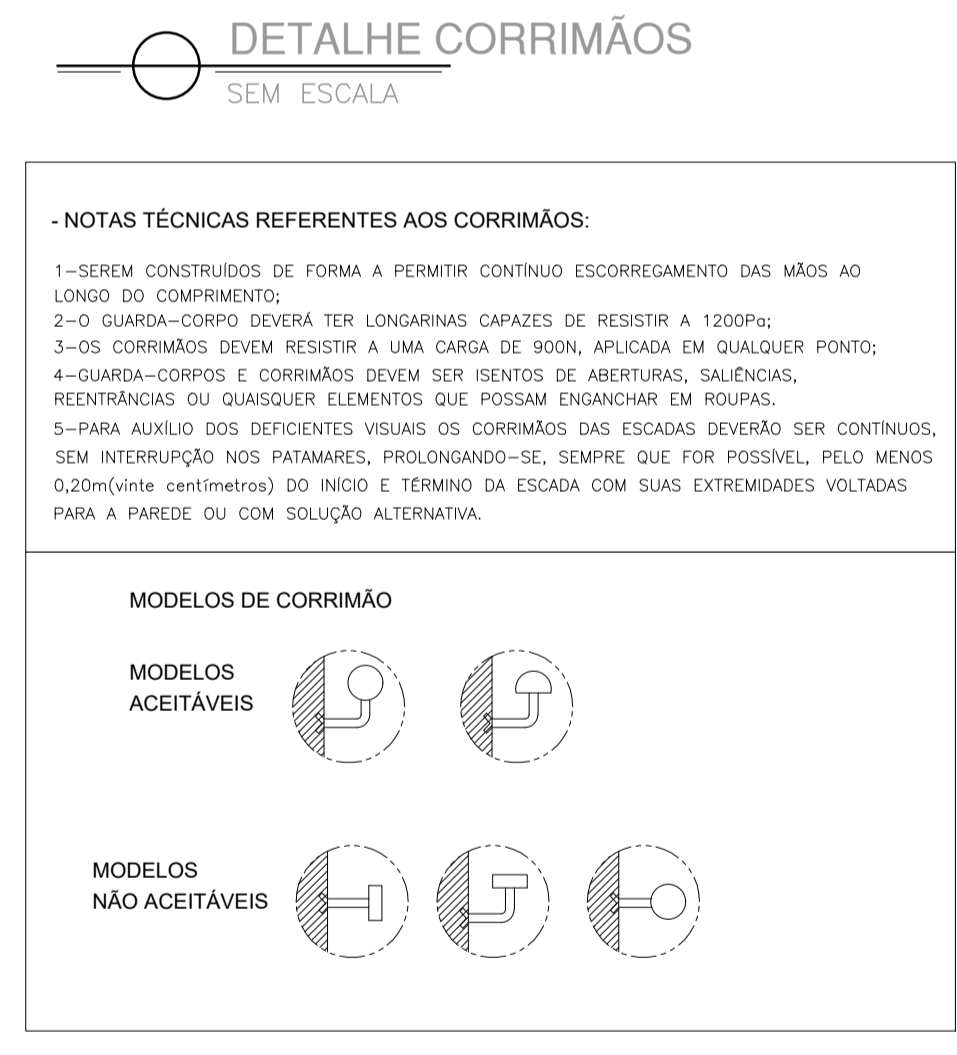 DETALHE CORRIMÃOS
SEM ESCALA
- NOTAS TÉCNICAS REFERENTES AOS CORRIMÃOS:
1-SEREM CONSTRUÍDOS DE FORMA A PERMITIR CONTÍNUO ESCORREGAMENTO DAS MÃOS AO
LONGO DO COMPRIMENTO;
2-O GUARDA-CORPO DEVERÁ TER LONGARINAS CAPAZES DE RESISTIR A 1200Pa;
3-OS CORRIMÃOS DEVEM RESISTIR A UMA CARGA DE 900N, APLICADA EM QUALQUER PONTO;
4-GUARDA-CORPOS E CORRIMÃOS DEVEM SER ISENTOS DE ABERTURAS, SALIÊNCIAS,
REENTRÂNCIAS OU QUAISQUER ELEMENTOS QUE POSSAM ENGANCHAR EM ROUPAS.
5-PARA AUXÍLIO DOS DEFICIENTES VISUAIS OS CORRIMÃOS DAS ESCADAS DEVERÃO SER CONTÍNUOS,
SEM INTERRUPÇÃO NOS PATAMARES, PROLONGANDO-SE, SEMPRE QUE FOR POSSÍVEL, PELO MENOS
0,20m(vinte centímetros) DO INÍCIO E TÉRMINO DA ESCADA COM SUAS EXTREMIDADES VOLTADAS
PARA A PAREDE OU COM SOLUÇÃO ALTERNATIVA.
MODELOS DE CORRIMÃO
MODELOS
ACEITÁVEIS
MODELOS
NÃO ACEITÁVEIS